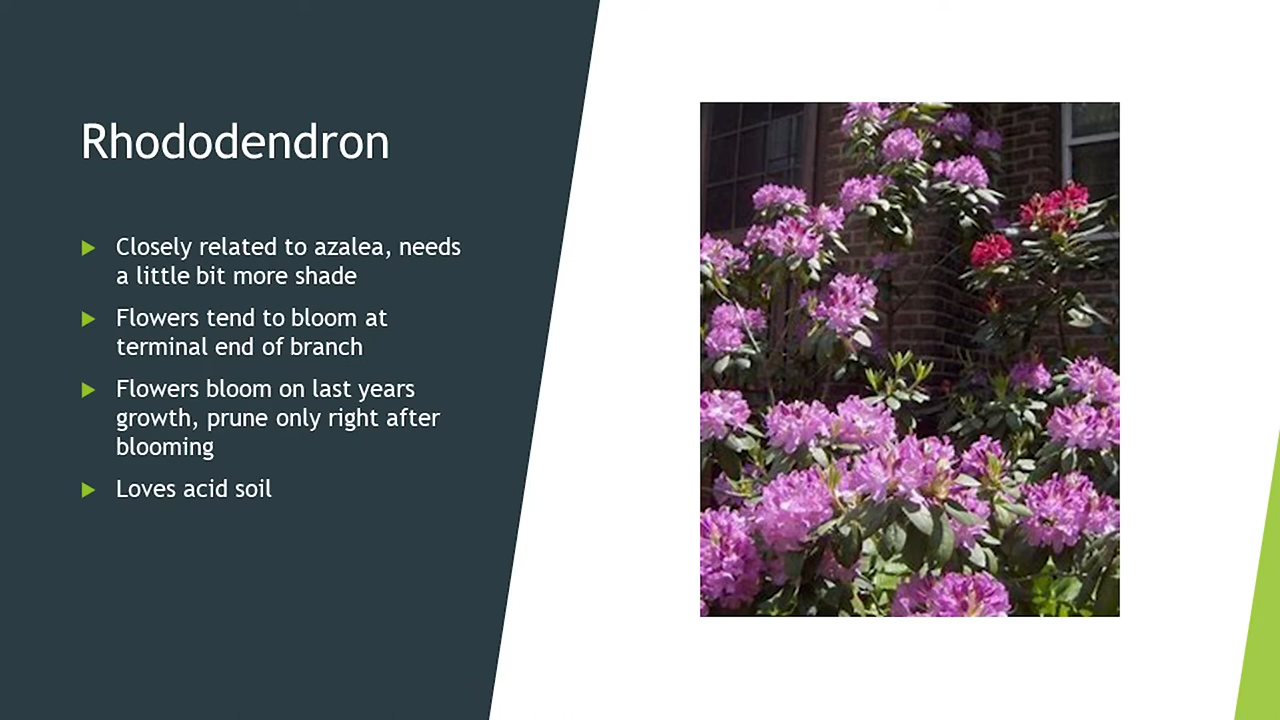 Rhododendron
Closely related to azalea, needs
a little bit more shade
Flowers tend to bloom at
terminal end of branch
Flowers bloom on last years
growth, prune only right after
blooming
Loves acid soil